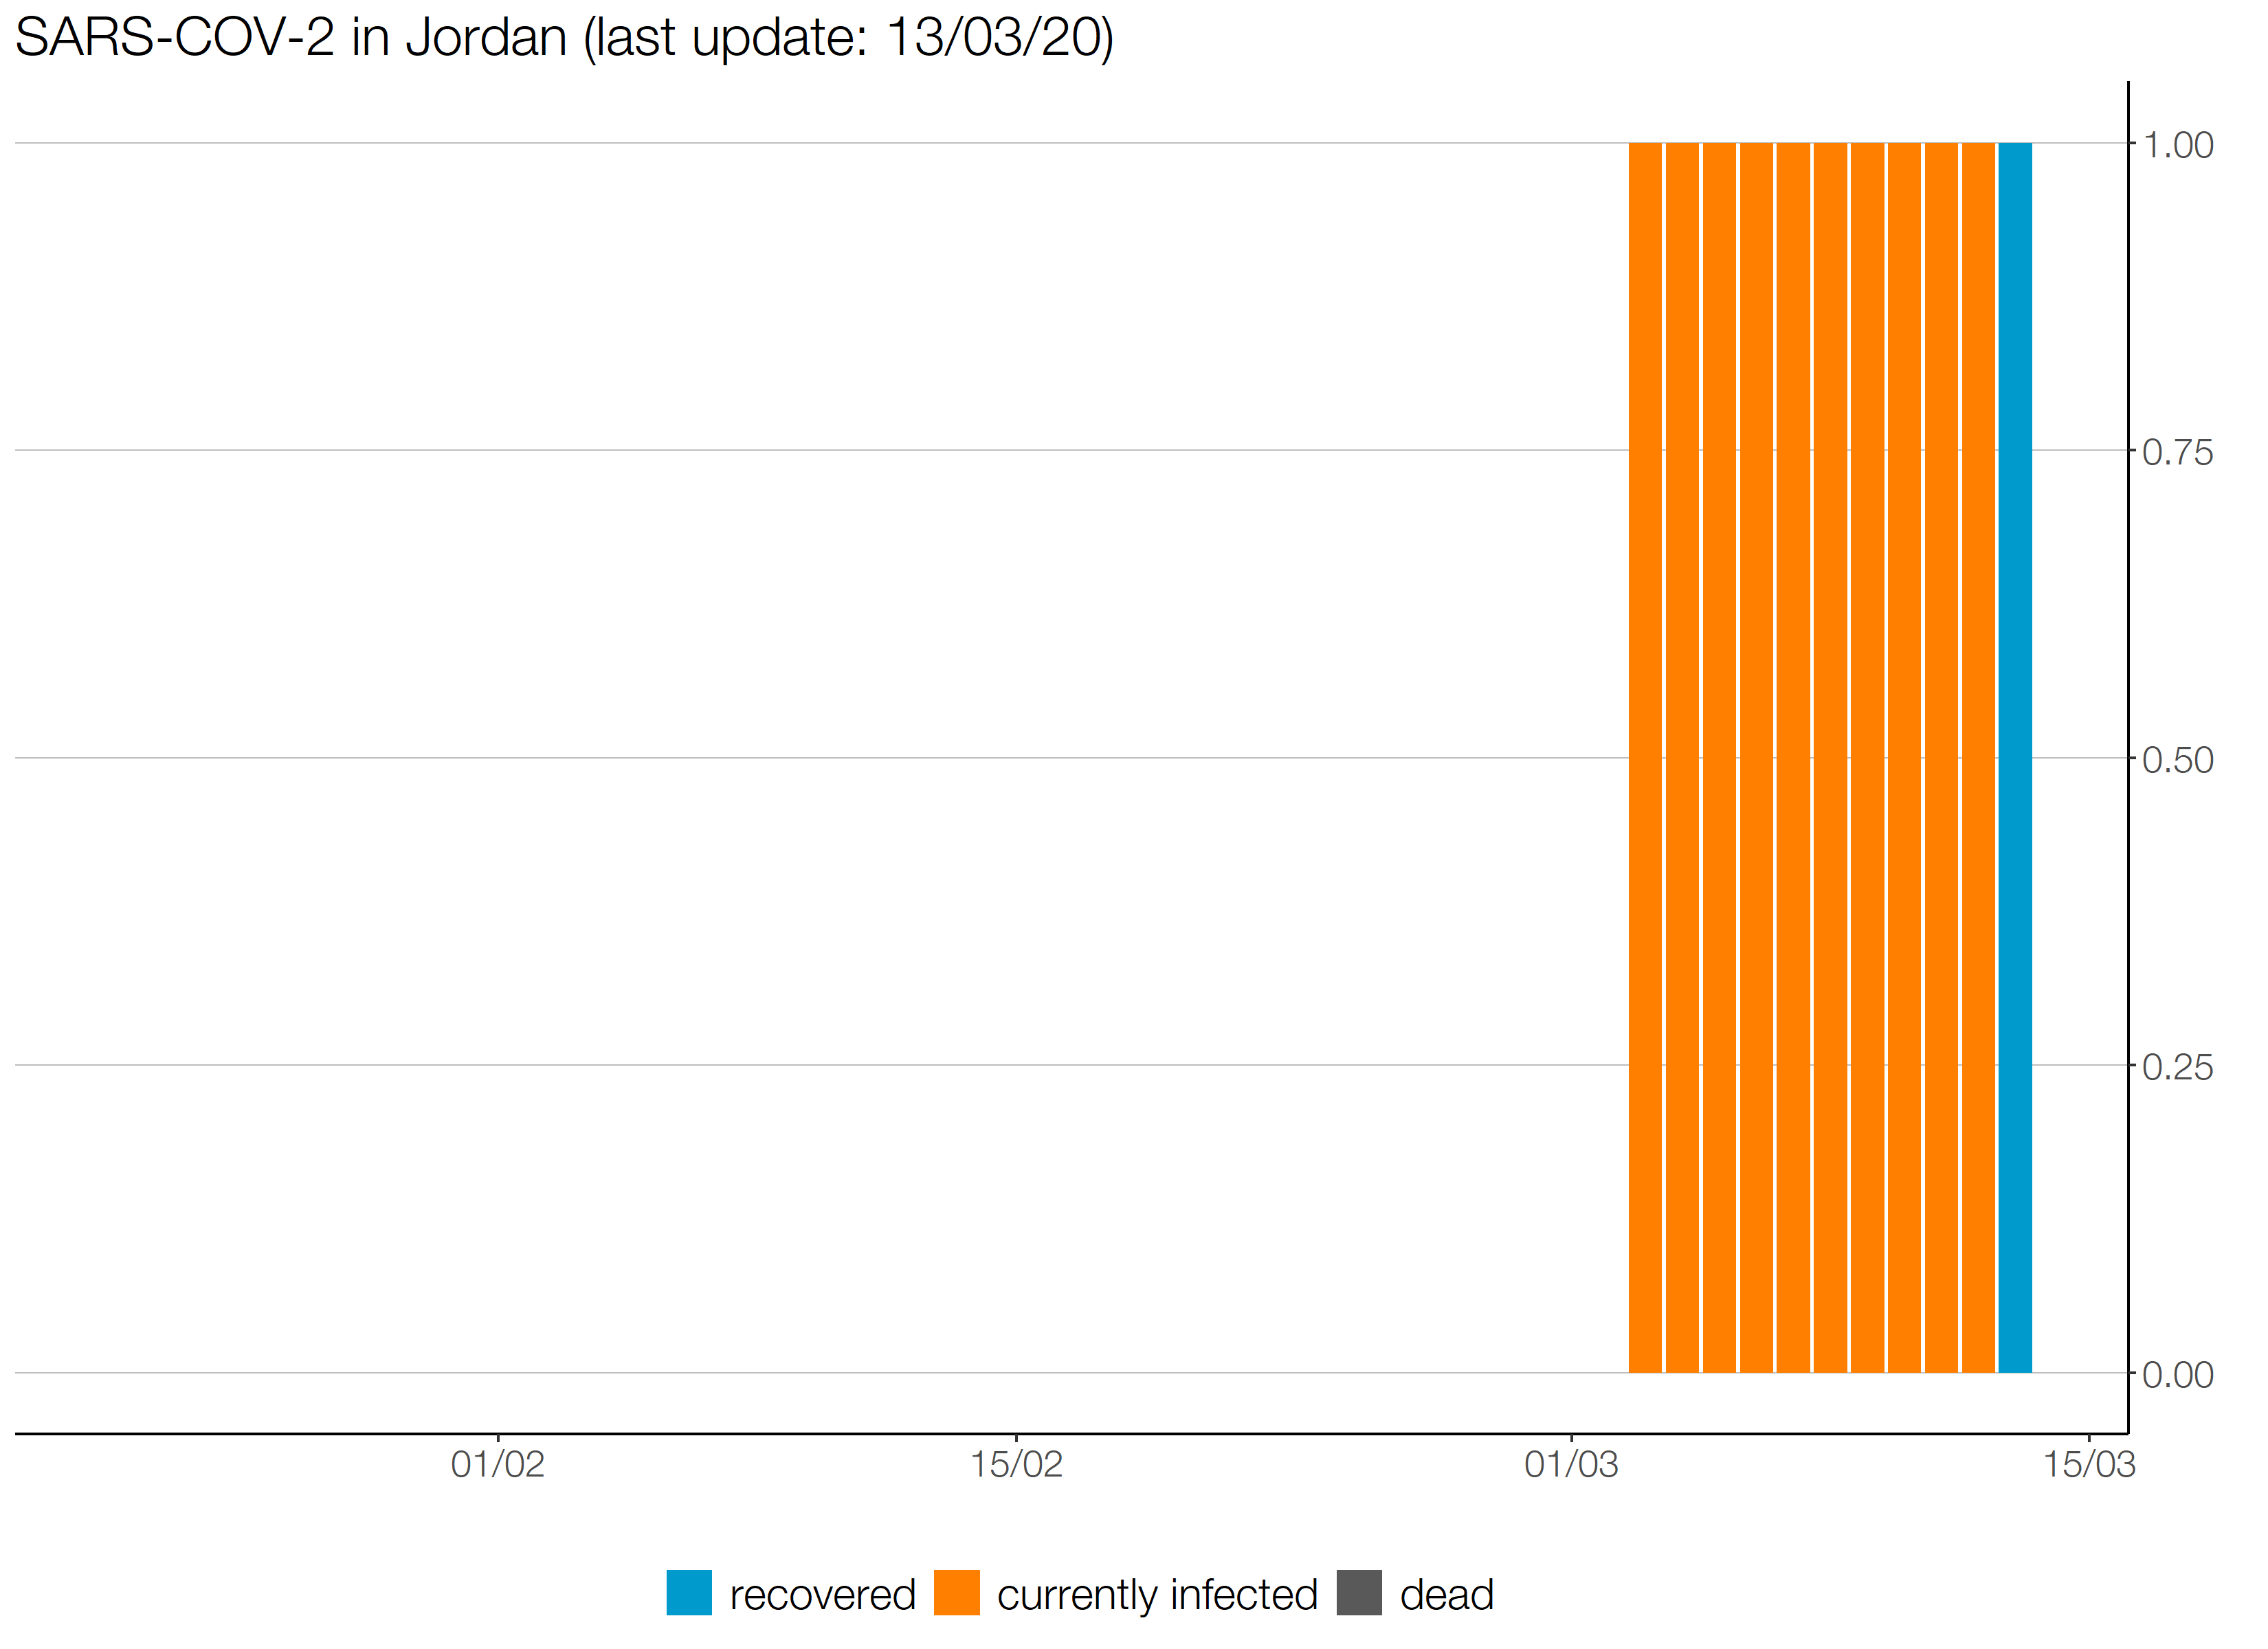 SARS-COV-2 in Jordan (last update: 13/03/20)
1.00
0.75
0.50
0.25
0.00
01/02 15/02 01/03 15/03
recovered currently infected dead